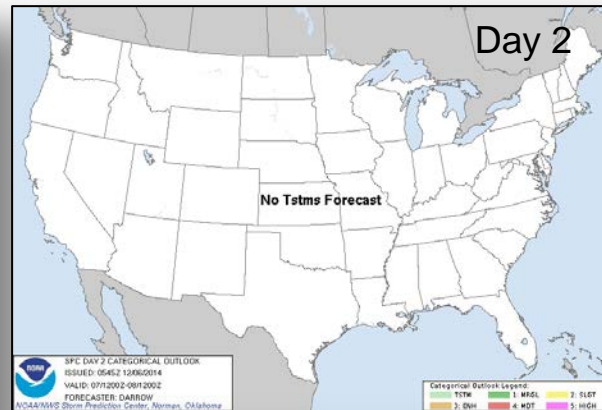 Day 2
No Tstms Forecast
SPC DAY 2 CATEGORICAL OUTLOOK
ISSUED: 0545Z 12/06/2014
VALID: 07/1200Z-08/1200Z
FORECASTER: DARROW
NOAA/NWS Storm Prediction Center, Norman, Oklahoma
Categorical Outlook Legend:
TSTM 1: MRGL 2: SLGT
3: ENH 4: MDT 5: HIGH